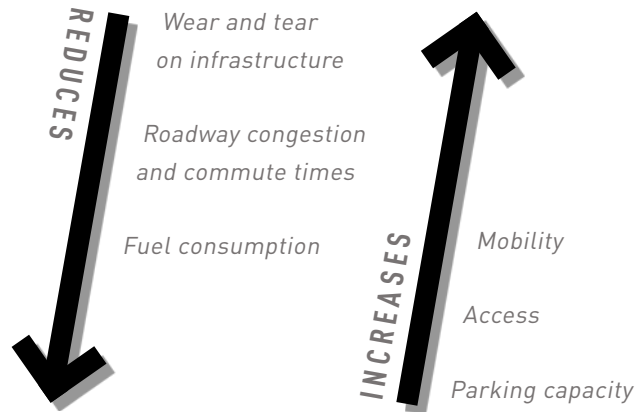 REDUCES
Wear and tear
on infrastructure
Roadway congestion
and commute times
Fuel consumption
INCREASES
Mobility
Access
Parking capacity